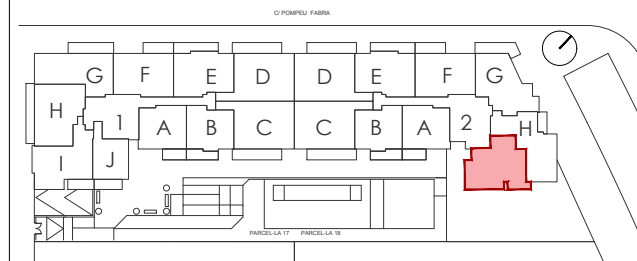 C/ POMPEU FABRA
G F E D D E F G
H 1 A B C C B A 2 H
I J
PARCEL·LA 17 PARCEL·LA 18